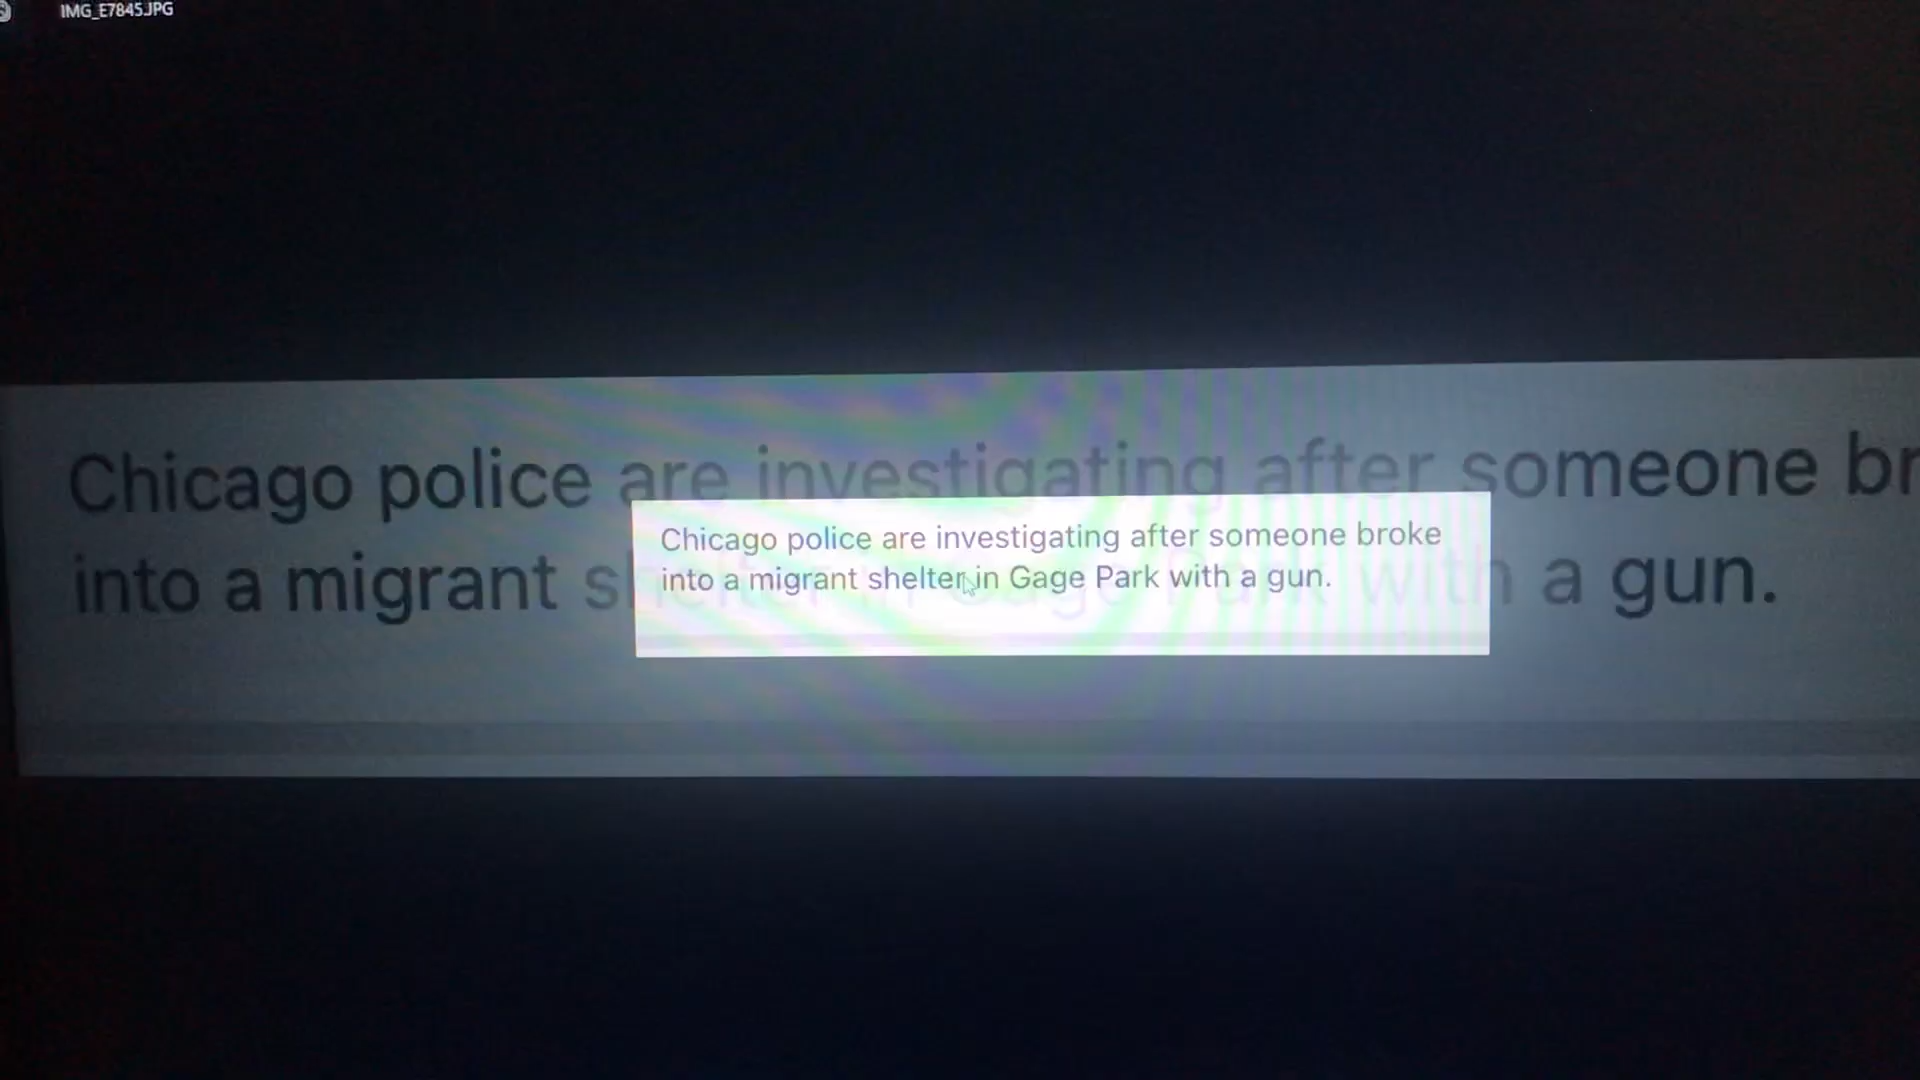 IMG_E7845.JPG
Chicago police are investigating after someone br
into a migrant s
with a gun.
Chicago police are investigating after someone broke
into a migrant shelter in Gage Park with a gun.